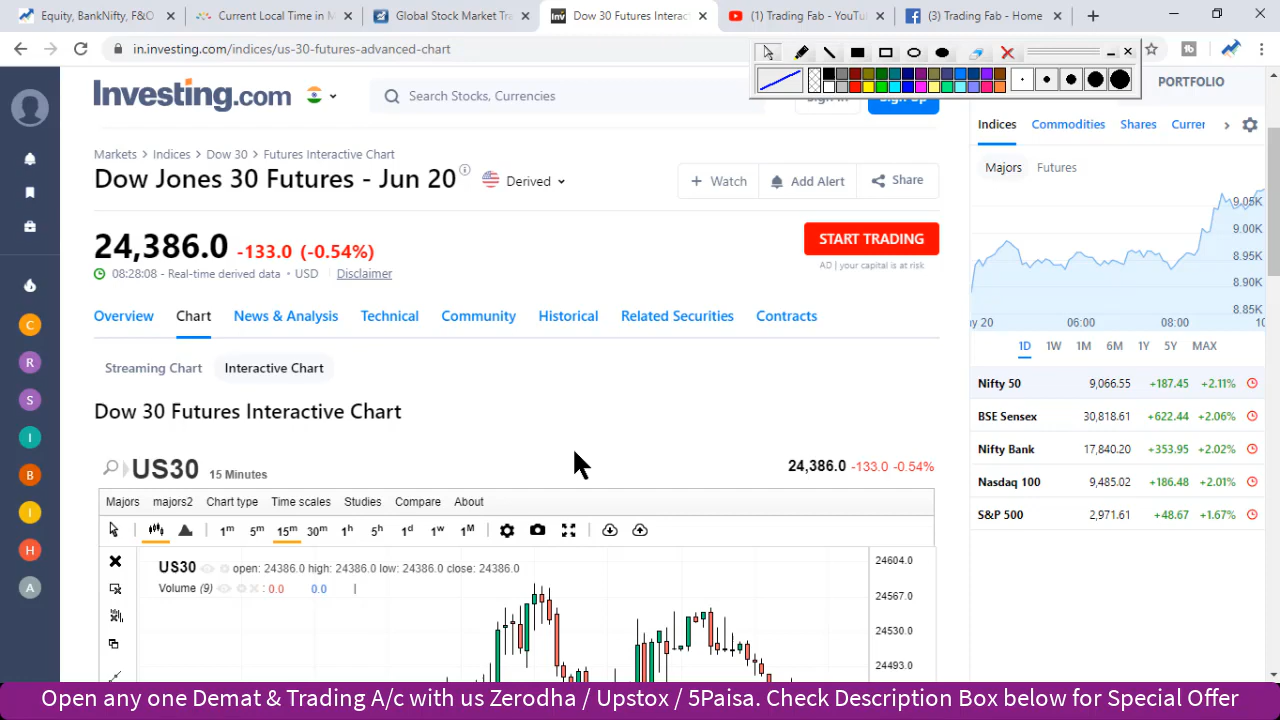 Equity, BankNifty, F&O
Current Local Time in M
Global Stock Market Tra
Dow 30 Futures Interac
(1) Trading Fab - YouTu
(3) Trading Fab - Home
in.investing.com/indices/us-30-futures-advanced-chart
Investing.com
Search Stocks, Currencies
PORTFOLIO
Indices Commodities Shares Currer
Majors Futures
Markets > Indices > Dow 30 > Futures Interactive Chart
Dow Jones 30 Futures - Jun 20
Derived
+ Watch
Add Alert
Share
24,386.0 -133.0 (-0.54%)
08:28:08 - Real-time derived data • USD Disclaimer
START TRADING
AD | your capital is at risk
Overview Chart News & Analysis Technical Community Historical Related Securities Contracts
Streaming Chart Interactive Chart
Dow 30 Futures Interactive Chart
US30 15 Minutes
24,386.0 -133.0 -0.54%
Majors majors2 Chart type Time scales Studies Compare About
1m 5m 15m 30m 1h 5h 1d 1w 1M
US30 open: 24386.0 high: 24386.0 low: 24386.0 close: 24386.0
Volume (9) : 0.0 0.0
24604.0
24567.0
24530.0
24493.0
9.05K
9.00K
8.95K
8.90K
8.85K
06:00 08:00
1D 1W 1M 6M 1Y 5Y MAX
Nifty 50 9,066.55 +187.45 +2.11%
BSE Sensex 30,818.61 +622.44 +2.06%
Nifty Bank 17,840.20 +353.95 +2.02%
Nasdaq 100 9,485.02 +186.48 +2.01%
S&P 500 2,971.61 +48.67 +1.67%
C
R
S
I
B
I
H
A
Open any one Demat & Trading A/c with us Zerodha / Upstox / 5Paisa. Check Description Box below for Special Offer